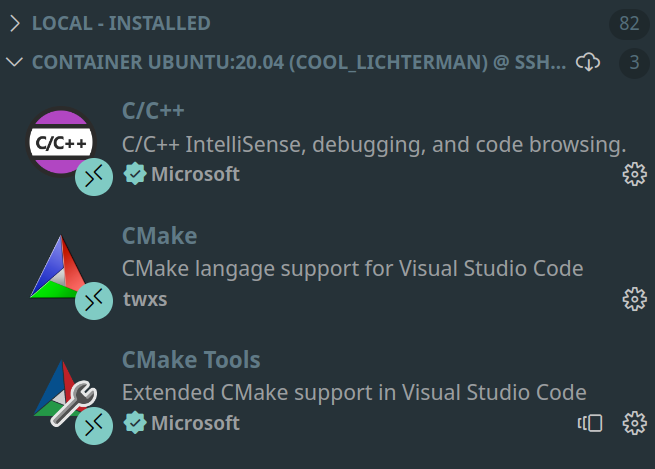 LOCAL - INSTALLED 82
CONTAINER UBUNTU:20.04 (COOL_LICHTERMAN) @ SSH... 3
C/C++
C/C++
C/C++ IntelliSense, debugging, and code browsing.
Microsoft
CMake
CMake langage support for Visual Studio Code
twxs
CMake Tools
Extended CMake support in Visual Studio Code
Microsoft